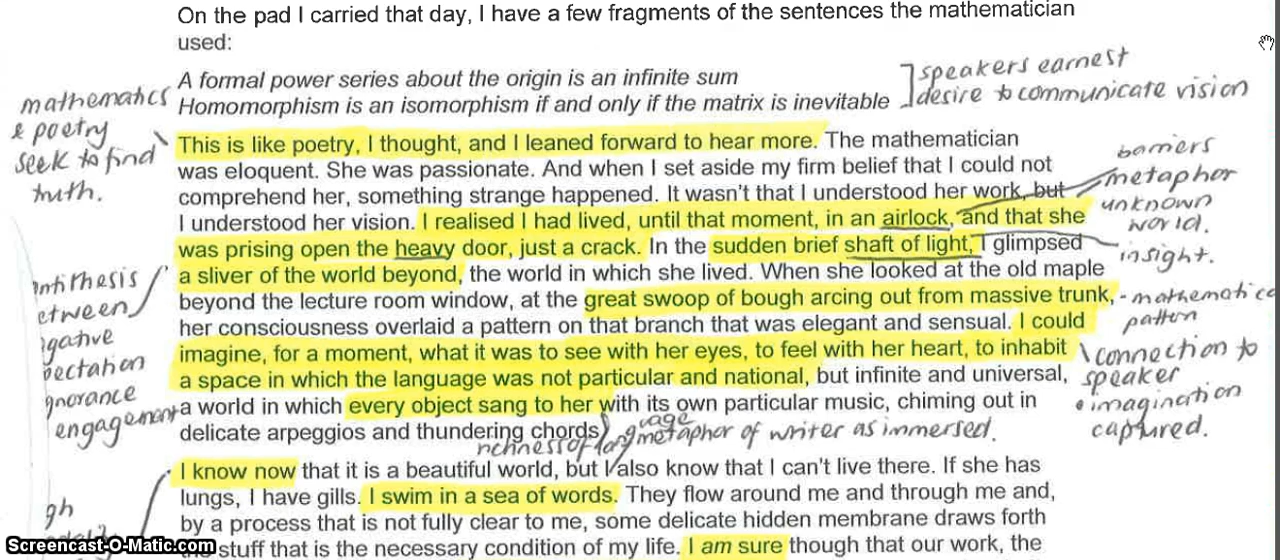 On the pad I carried that day, I have a few fragments of the sentences the mathematician
used:
A formal power series about the origin is an infinite sum
Homomorphism is an isomorphism if and only if the matrix is inevitable
speakers earnest
desire to communicate vision
mathematics
& poetry
seek to find
truth.
This is like poetry, I thought, and I leaned forward to hear more. The mathematician
was eloquent. She was passionate. And when I set aside my firm belief that I could not
comprehend her, something strange happened. It wasn't that I understood her work, but
I understood her vision. I realised I had lived, until that moment, in an airlock, and that she
was prising open the heavy door, just a crack. In the sudden brief shaft of light, I glimpsed
a sliver of the world beyond, the world in which she lived. When she looked at the old maple
beyond the lecture room window, at the great swoop of bough arcing out from massive trunk,
her consciousness overlaid a pattern on that branch that was elegant and sensual. I could
imagine, for a moment, what it was to see with her eyes, to feel with her heart, to inhabit
a space in which the language was not particular and national, but infinite and universal,
a world in which every object sang to her with its own particular music, chiming out in
delicate arpeggios and thundering chords.
barriers
metaphor
unknown
world.
insight.
- mathematica
pattern
connection to
speaker
• imagination
captured.
ntithesis
etween
gative
pectation
gnorance
engagement
richness of language
metaphor of writer as immersed.
I know now that it is a beautiful world, but I also know that I can't live there. If she has
lungs, I have gills. I swim in a sea of words. They flow around me and through me and,
by a process that is not fully clear to me, some delicate hidden membrane draws forth
stuff that is the necessary condition of my life. I am sure though that our work, the
gh
Screencast-O-Matic.com